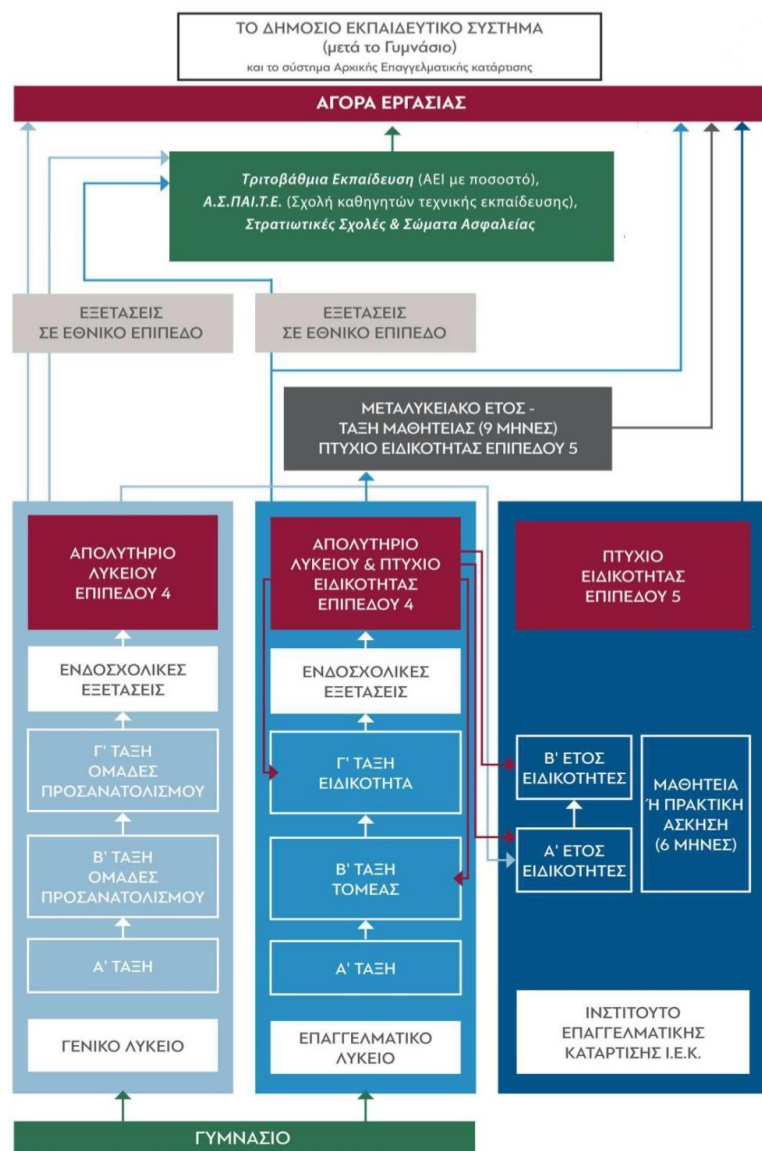 ΤΟ ΔΗΜΟΣΙΟ ΕΚΠΑΙΔΕΥΤΙΚΟ ΣΥΣΤΗΜΑ
(μετά το Γυμνάσιο)
και το σύστημα Αρχικής Επαγγελματικής κατάρτισης
ΑΓΟΡΑ ΕΡΓΑΣΙΑΣ
Τριτοβάθμια Εκπαίδευση (ΑΕΙ με ποσοστό),
Α.Σ.ΠΑΙ.Τ.Ε. (Σχολή καθηγητών τεχνικής εκπαίδευσης),
Στρατιωτικές Σχολές & Σώματα Ασφαλείας
ΕΞΕΤΑΣΕΙΣ
ΣΕ ΕΘΝΙΚΟ ΕΠΙΠΕΔΟ
ΕΞΕΤΑΣΕΙΣ
ΣΕ ΕΘΝΙΚΟ ΕΠΙΠΕΔΟ
ΜΕΤΑΛΥΚΕΙΑΚΟ ΕΤΟΣ -
ΤΑΞΗ ΜΑΘΗΤΕΙΑΣ (9 ΜΗΝΕΣ)
ΠΤΥΧΙΟ ΕΙΔΙΚΟΤΗΤΑΣ ΕΠΙΠΕΔΟΥ 5
ΑΠΟΛΥΤΗΡΙΟ
ΛΥΚΕΙΟΥ
ΕΠΙΠΕΔΟΥ 4
ΕΝΔΟΣΧΟΛΙΚΕΣ
ΕΞΕΤΑΣΕΙΣ
Γ' ΤΑΞΗ
ΟΜΑΔΕΣ
ΠΡΟΣΑΝΑΤΟΛΙΣΜΟΥ
Β' ΤΑΞΗ
ΟΜΑΔΕΣ
ΠΡΟΣΑΝΑΤΟΛΙΣΜΟΥ
Α' ΤΑΞΗ
ΓΕΝΙΚΟ ΛΥΚΕΙΟ
ΑΠΟΛΥΤΗΡΙΟ
ΛΥΚΕΙΟΥ & ΠΤΥΧΙΟ
ΕΙΔΙΚΟΤΗΤΑΣ
ΕΠΙΠΕΔΟΥ 4
ΕΝΔΟΣΧΟΛΙΚΕΣ
ΕΞΕΤΑΣΕΙΣ
Γ' ΤΑΞΗ
ΕΙΔΙΚΟΤΗΤΑ
Β' ΤΑΞΗ
ΤΟΜΕΑΣ
Α' ΤΑΞΗ
ΕΠΑΓΓΕΛΜΑΤΙΚΟ
ΛΥΚΕΙΟ
ΠΤΥΧΙΟ
ΕΙΔΙΚΟΤΗΤΑΣ
ΕΠΙΠΕΔΟΥ 5
Β' ΕΤΟΣ
ΕΙΔΙΚΟΤΗΤΕΣ
Α' ΕΤΟΣ
ΕΙΔΙΚΟΤΗΤΕΣ
ΜΑΘΗΤΕΙΑ
Ή ΠΡΑΚΤΙΚΗ
ΑΣΚΗΣΗ
(6 ΜΗΝΕΣ)
ΙΝΣΤΙΤΟΥΤΟ
ΕΠΑΓΓΕΛΜΑΤΙΚΗΣ
ΚΑΤΑΡΤΙΣΗΣ Ι.Ε.Κ.
ΓΥΜΝΑΣΙΟ